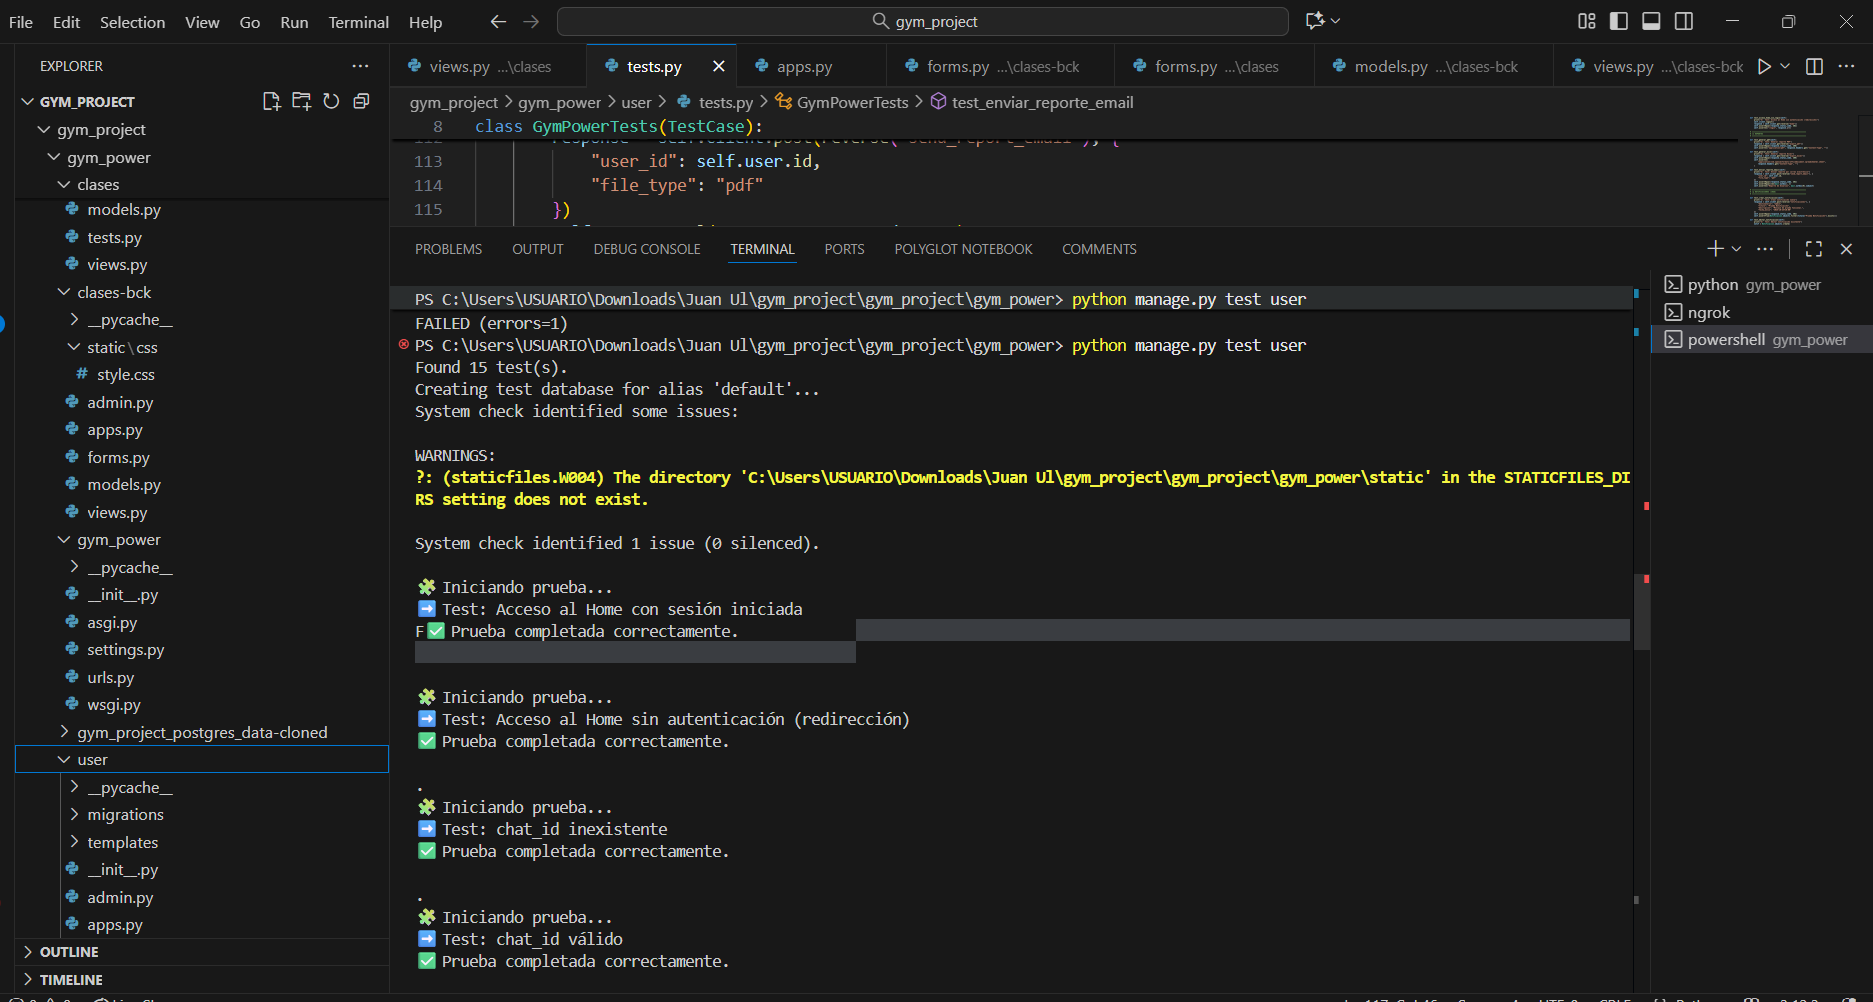 File Edit Selection View Go Run Terminal Help
gym_project
EXPLORER
GYM_PROJECT
gym_project
gym_power
clases
models.py
tests.py
views.py
clases-bck
__pycache__
static\css
# style.css
admin.py
apps.py
forms.py
models.py
views.py
gym_power
__pycache__
__init__.py
asgi.py
settings.py
urls.py
wsgi.py
gym_project_postgres_data-cloned
user
__pycache__
migrations
templates
__init__.py
admin.py
apps.py
OUTLINE
TIMELINE
views.py ...\clases tests.py apps.py forms.py ...\clases-bck forms.py ...\clases models.py ...\clases-bck views.py ...\clases-bck
gym_project > gym_power > user > tests.py > GymPowerTests > test_enviar_reporte_email
8 class GymPowerTests(TestCase):
113 "user_id": self.user.id,
114 "file_type": "pdf"
115 })
PROBLEMS OUTPUT DEBUG CONSOLE TERMINAL PORTS POLYGLOT NOTEBOOK COMMENTS
PS C:\Users\USUARIO\Downloads\Juan Ul\gym_project\gym_project\gym_power> python manage.py test user
FAILED (errors=1)
PS C:\Users\USUARIO\Downloads\Juan Ul\gym_project\gym_project\gym_power> python manage.py test user
Found 15 test(s).
Creating test database for alias 'default'...
System check identified some issues:
WARNINGS:
?: (staticfiles.W004) The directory 'C:\Users\USUARIO\Downloads\Juan Ul\gym_project\gym_project\gym_power\static' in the STATICFILES_DI
RS setting does not exist.
System check identified 1 issue (0 silenced).
🧩 Iniciando prueba...
➡️ Test: Acceso al Home con sesión iniciada
F✅ Prueba completada correctamente.
🧩 Iniciando prueba...
➡️ Test: Acceso al Home sin autenticación (redirección)
✅ Prueba completada correctamente.
.
🧩 Iniciando prueba...
➡️ Test: chat_id inexistente
✅ Prueba completada correctamente.
.
🧩 Iniciando prueba...
➡️ Test: chat_id válido
✅ Prueba completada correctamente.
python gym_power
ngrok
powershell gym_power